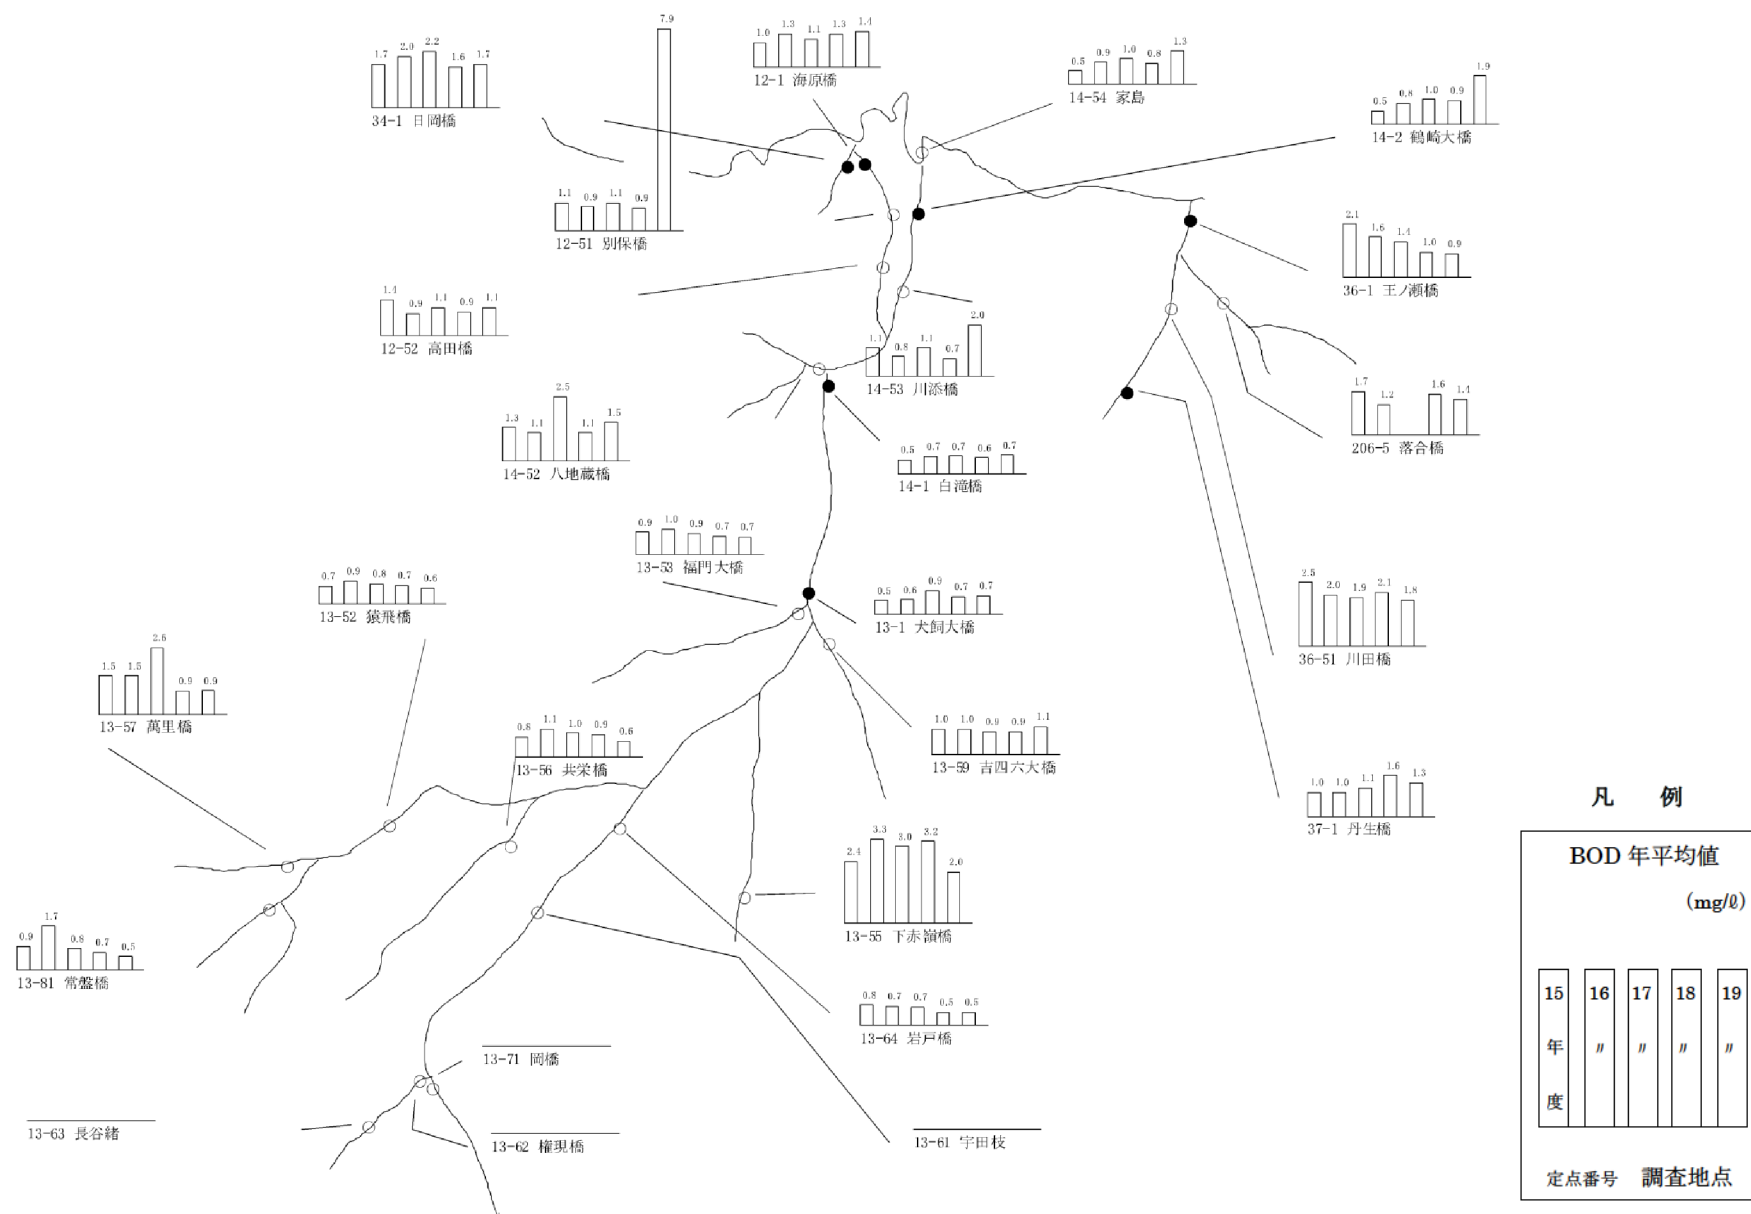 1.7 2.0 2.2 1.6 1.7
34-1 日岡橋
7.9
1.1 0.9 1.1 0.9
12-51 別保橋
1.0 1.3 1.1 1.3 1.4
12-1 海原橋
0.5 0.9 1.0 0.8 1.3
14-54 家島
0.5 0.8 1.0 0.9 1.9
14-2 鶴崎大橋
2.1 1.6 1.4 1.0 0.9
36-1 王ノ瀬橋
1.4 0.9 1.1 0.9 1.1
12-52 高田橋
1.1 0.8 1.1 0.7 2.0
14-53 川添橋
1.7 1.2 1.6 1.4
206-5 落合橋
1.3 1.1 2.5 1.1 1.5
14-52 八地蔵橋
0.5 0.7 0.7 0.6 0.7
14-1 白滝橋
0.9 1.0 0.9 0.7 0.7
13-53 福門大橋
0.7 0.9 0.8 0.7 0.6
13-52 猿飛橋
0.5 0.6 0.9 0.7 0.7
13-1 犬飼大橋
2.5 2.0 1.9 2.1 1.8
36-51 川田橋
1.5 1.5 2.6 0.9 0.9
13-57 萬里橋
0.8 1.1 1.0 0.9 0.6
13-56 共栄橋
1.0 1.0 0.9 0.9 1.1
13-59 吉四六大橋
1.0 1.0 1.1 1.6 1.3
37-1 丹生橋
2.4 3.3 3.0 3.2 2.0
13-55 下赤嶺橋
0.9 1.7 0.8 0.7 0.5
13-81 常盤橋
0.8 0.7 0.7 0.5 0.5
13-64 岩戸橋
13-71 岡橋
13-63 長谷緒
13-62 権現橋
13-61 宇田枝
凡 例
BOD 年平均値
(mg/ℓ)
15 16 17 18 19
年 〃 〃 〃 〃
度
定点番号 調査地点